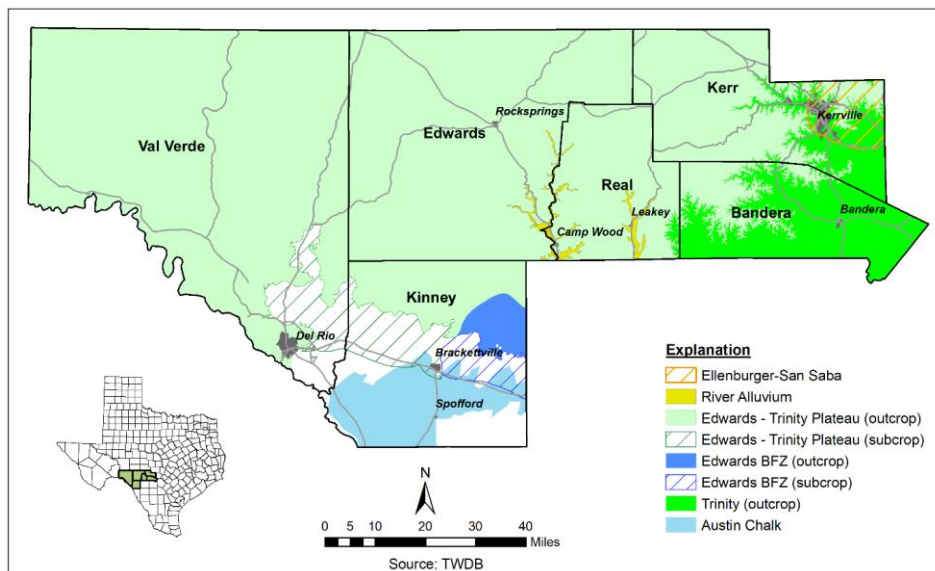 Kerr
Rocksprings
Kerrville
Val Verde
Edwards
Real
Leakey
Bandera
Bandera
Camp Wood
Kinney
Del Rio
Brackettville
Spofford
Explanation
Ellenburger-San Saba
River Alluvium
Edwards - Trinity Plateau (outcrop)
Edwards - Trinity Plateau (subcrop)
Edwards BFZ (outcrop)
Edwards BFZ (subcrop)
Trinity (outcrop)
Austin Chalk
N
0 5 10 20 30 40
Miles
Source: TWDB